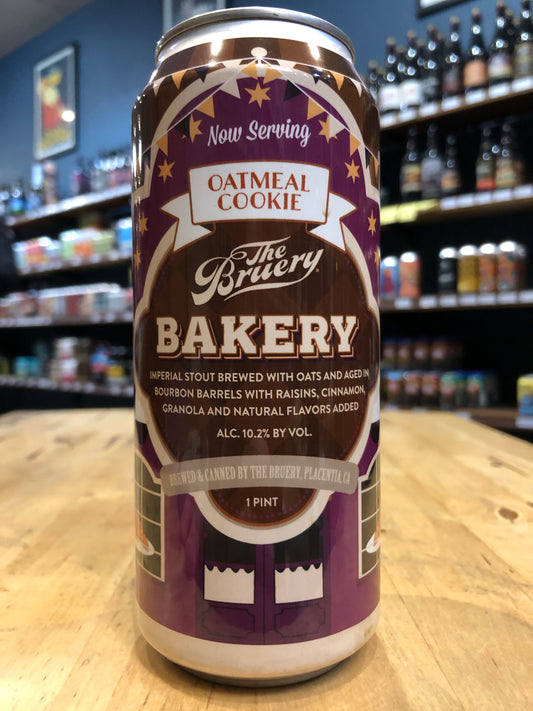 Now Serving
OATMEAL
COOKIE
The
Bruery
BAKERY
IMPERIAL STOUT BREWED WITH OATS AND AGED IN
BOURBON BARRELS WITH RAISINS, CINNAMON,
GRANOLA AND NATURAL FLAVORS ADDED
ALC. 10.2% BY VOL.
BREWED & CANNED BY THE BRUERY, PLACENTIA, CA
1 PINT